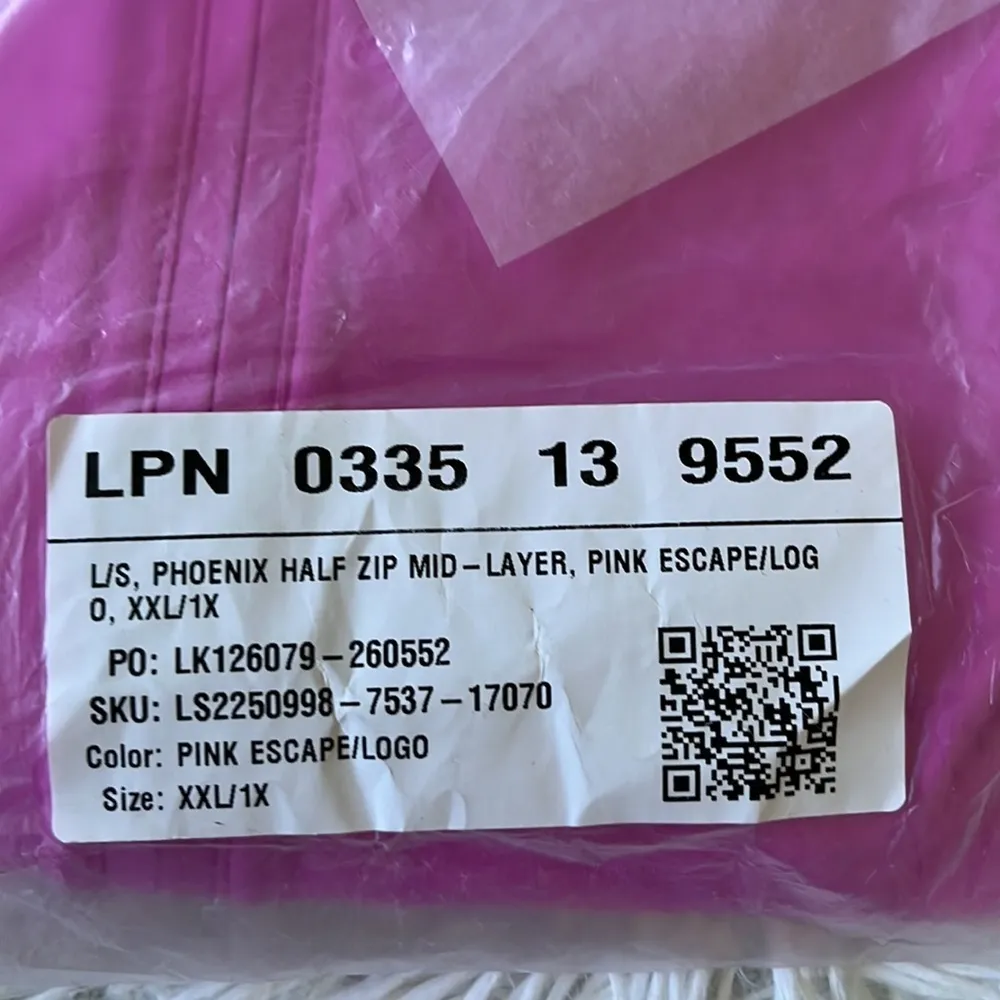 LPN 0335 13 9552
L/S, PHOENIX HALF ZIP MID-LAYER, PINK ESCAPE/LOG
O, XXL/1X
PO: LK126079-260552
SKU: LS2250998-7537-17070
Color: PINK ESCAPE/LOGO
Size: XXL/1X